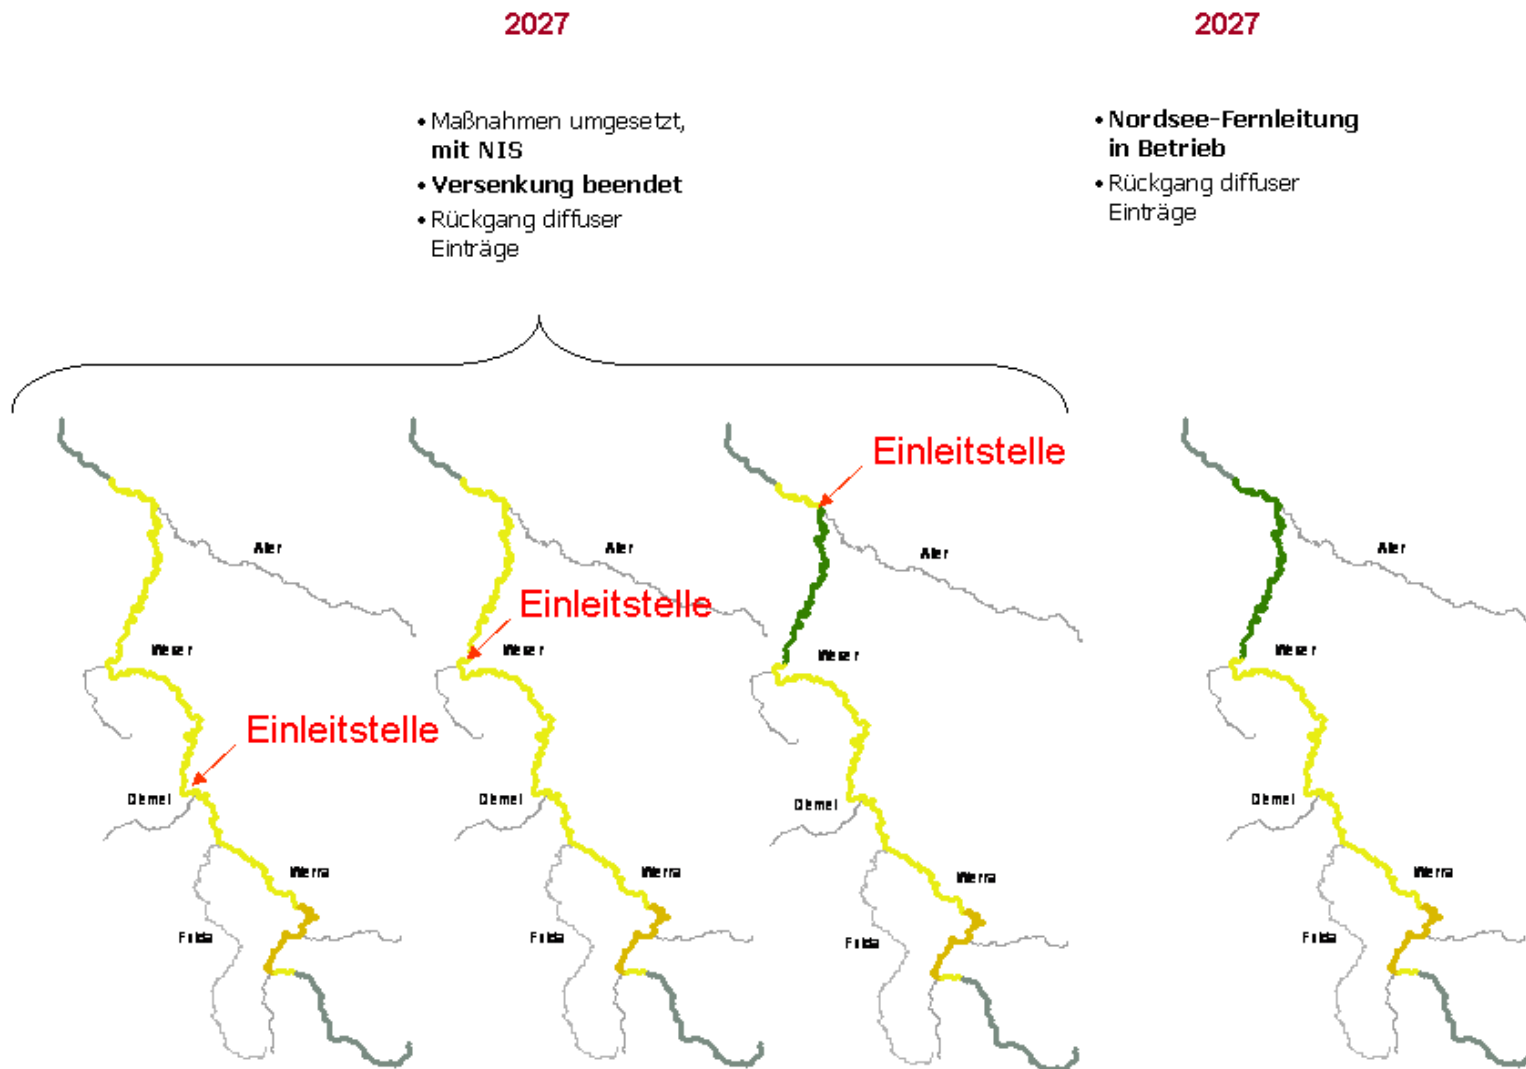 2027
2027
• Maßnahmen umgesetzt,
mit NIS
• Versenkung beendet
• Rückgang diffuser
Einträge
• Nordsee-Fernleitung
in Betrieb
• Rückgang diffuser
Einträge
Einleitstelle
Aller
Aller
Aller
Aller
Einleitstelle
Weser
Weser
Weser
Weser
Einleitstelle
Diemel
Diemel
Diemel
Diemel
Werra
Werra
Werra
Werra
Fulda
Fulda
Fulda
Fulda